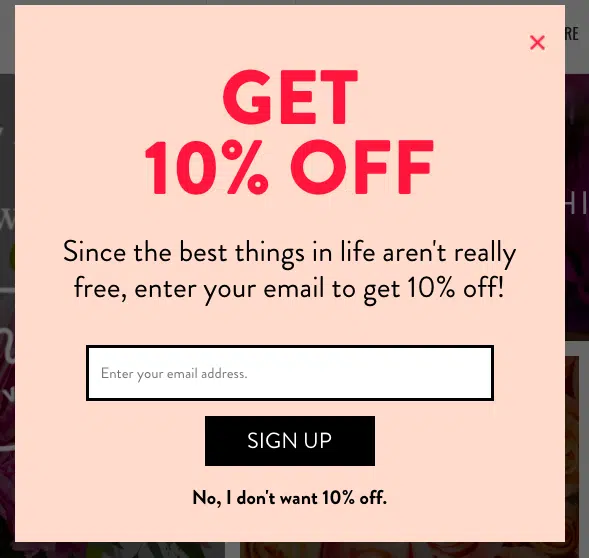 RE
GET
10% OFF
Since the best things in life aren't really
free, enter your email to get 10% off!
Enter your email address.
SIGN UP
No, I don't want 10% off.